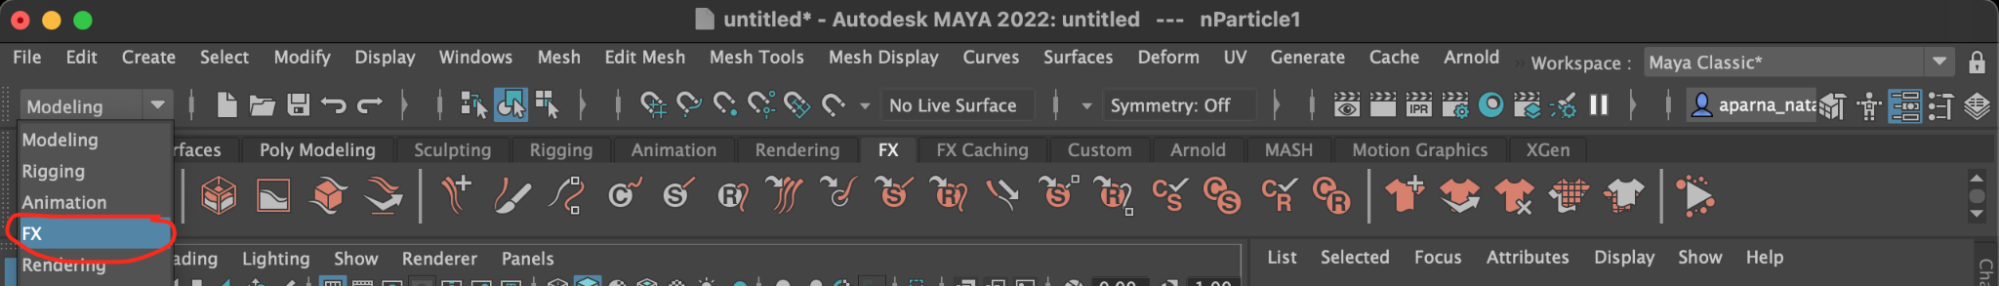 untitled* - Autodesk MAYA 2022: untitled --- nParticle1
File Edit Create Select Modify Display Windows Mesh Edit Mesh Mesh Tools Mesh Display Curves Surfaces Deform UV Generate Cache Arnold Workspace : Maya Classic*
Modeling IPR No Live Surface Symmetry: Off aparna_nata
Modeling
Rigging
Animation
FX
Rendering
rfaces Poly Modeling Sculpting Rigging Animation Rendering FX FX Caching Custom Arnold MASH Motion Graphics XGen
C S R S R S R C S C S C R C R
ading Lighting Show Renderer Panels
List Selected Focus Attributes Display Show Help
0.00 1.00